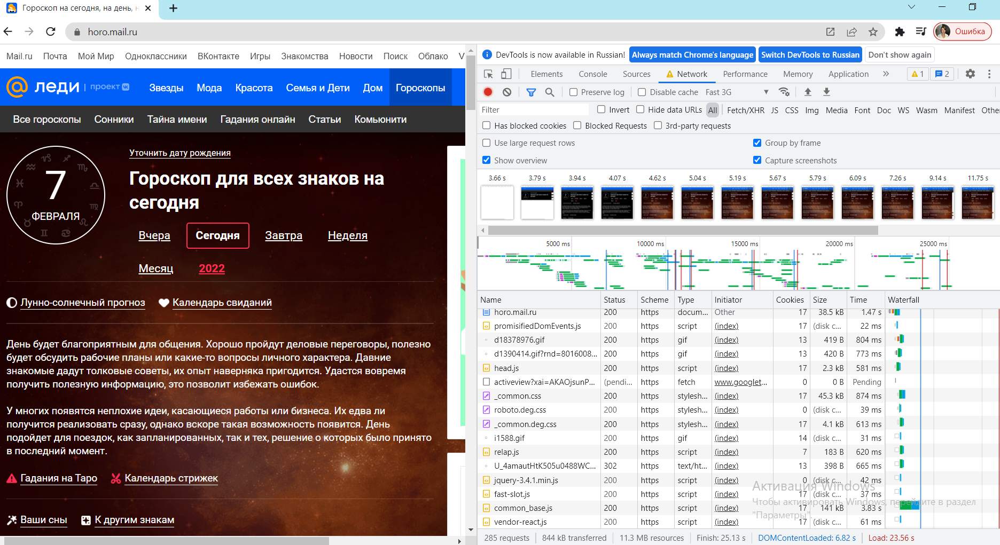 Гороскоп на сегодня, на день, н
horo.mail.ru
Ошибка
Mail.ru Почта Мой Мир Одноклассники ВКонтакте Игры Знакомства Новости Поиск Облако V
леди | проект
Звезды Мода Красота Семья и Дети Дом Гороскопы
Все гороскопы Сонники Тайна имени Гадания онлайн Статьи Комьюнити
7
ФЕВРАЛЯ
Уточнить дату рождения
Гороскоп для всех знаков на
сегодня
Вчера Сегодня Завтра Неделя
Месяц 2022
Лунно-солнечный прогноз Календарь свиданий
День будет благоприятным для общения. Хорошо пройдут деловые переговоры, полезно
будет обсудить рабочие планы или какие-то вопросы личного характера. Давние
знакомые дадут толковые советы, их опыт наверняка пригодится. Удастся вовремя
получить полезную информацию, это позволит избежать ошибок.
У многих появятся неплохие идеи, касающиеся работы или бизнеса. Их едва ли
получится реализовать сразу, однако вскоре такая возможность появится. День
подойдет для поездок, как запланированных, так и тех, решение о которых было принято
в последний момент.
Гадания на Таро Календарь стрижек
Ваши сны К другим знакам
DevTools is now available in Russian! Always match Chrome's language Switch DevTools to Russian Don't show again
Elements Console Sources Network Performance Memory Application » 1 2
Preserve log Disable cache Fast 3G
Filter Invert Hide data URLs All Fetch/XHR JS CSS Img Media Font Doc WS Wasm Manifest Other
Has blocked cookies Blocked Requests 3rd-party requests
Use large request rows Group by frame
Show overview Capture screenshots
3.66 s 3.79 s 3.94 s 4.07 s 4.62 s 5.04 s 5.19 s 5.67 s 5.79 s 6.09 s 7.26 s 9.14 s 11.75 s
5000 ms 10000 ms 15000 ms 20000 ms 25000 ms
Name Status Scheme Type Initiator Cookies Size Time Waterfall
horo.mail.ru 200 https docum... Other 17 38.5 kB 1.47 s
promisifiedDomEvents.js 200 https script (index) 17 (disk c... 22 ms
d18378976.gif 200 https gif (index) 13 419 B 804 ms
d1390414.gif?rnd=8016008... 200 https gif (index) 13 420 B 773 ms
head.js 200 https script (index) 17 2.3 kB 581 ms
activeview?xai=AKAOjsunP... (pendi... https fetch www.googlet... 0 0 B Pending
_common.css 200 https stylesh... (index) 17 45.3 kB 874 ms
roboto.deg.css 200 https stylesh... (index) 0 (disk c... 39 ms
_common.deg.css 200 https stylesh... (index) 17 4.1 kB 613 ms
i1588.gif 200 https gif (index) 14 (disk c... 31 ms
relap.js 200 https script (index) 7 183 B 620 ms
U_4amautHtK505u0488WC... 302 https text/ht... (index) 13 398 B 665 ms
jquery-3.4.1.min.js 200 https script (index) 0 (disk c... 42 ms
fast-slot.js 200 https script (index) 17 (disk c... 37 ms
common_base.js 200 https script (index) 17 141 kB 3.83 s
vendor-react.js 200 https script (index) 17 (disk c... 61 ms
Активация Windows
Чтобы активировать Windows, перейдите в раздел
"Параметры".
285 requests 844 kB transferred 11.3 MB resources Finish: 25.13 s DOMContentLoaded: 6.82 s Load: 23.56 s